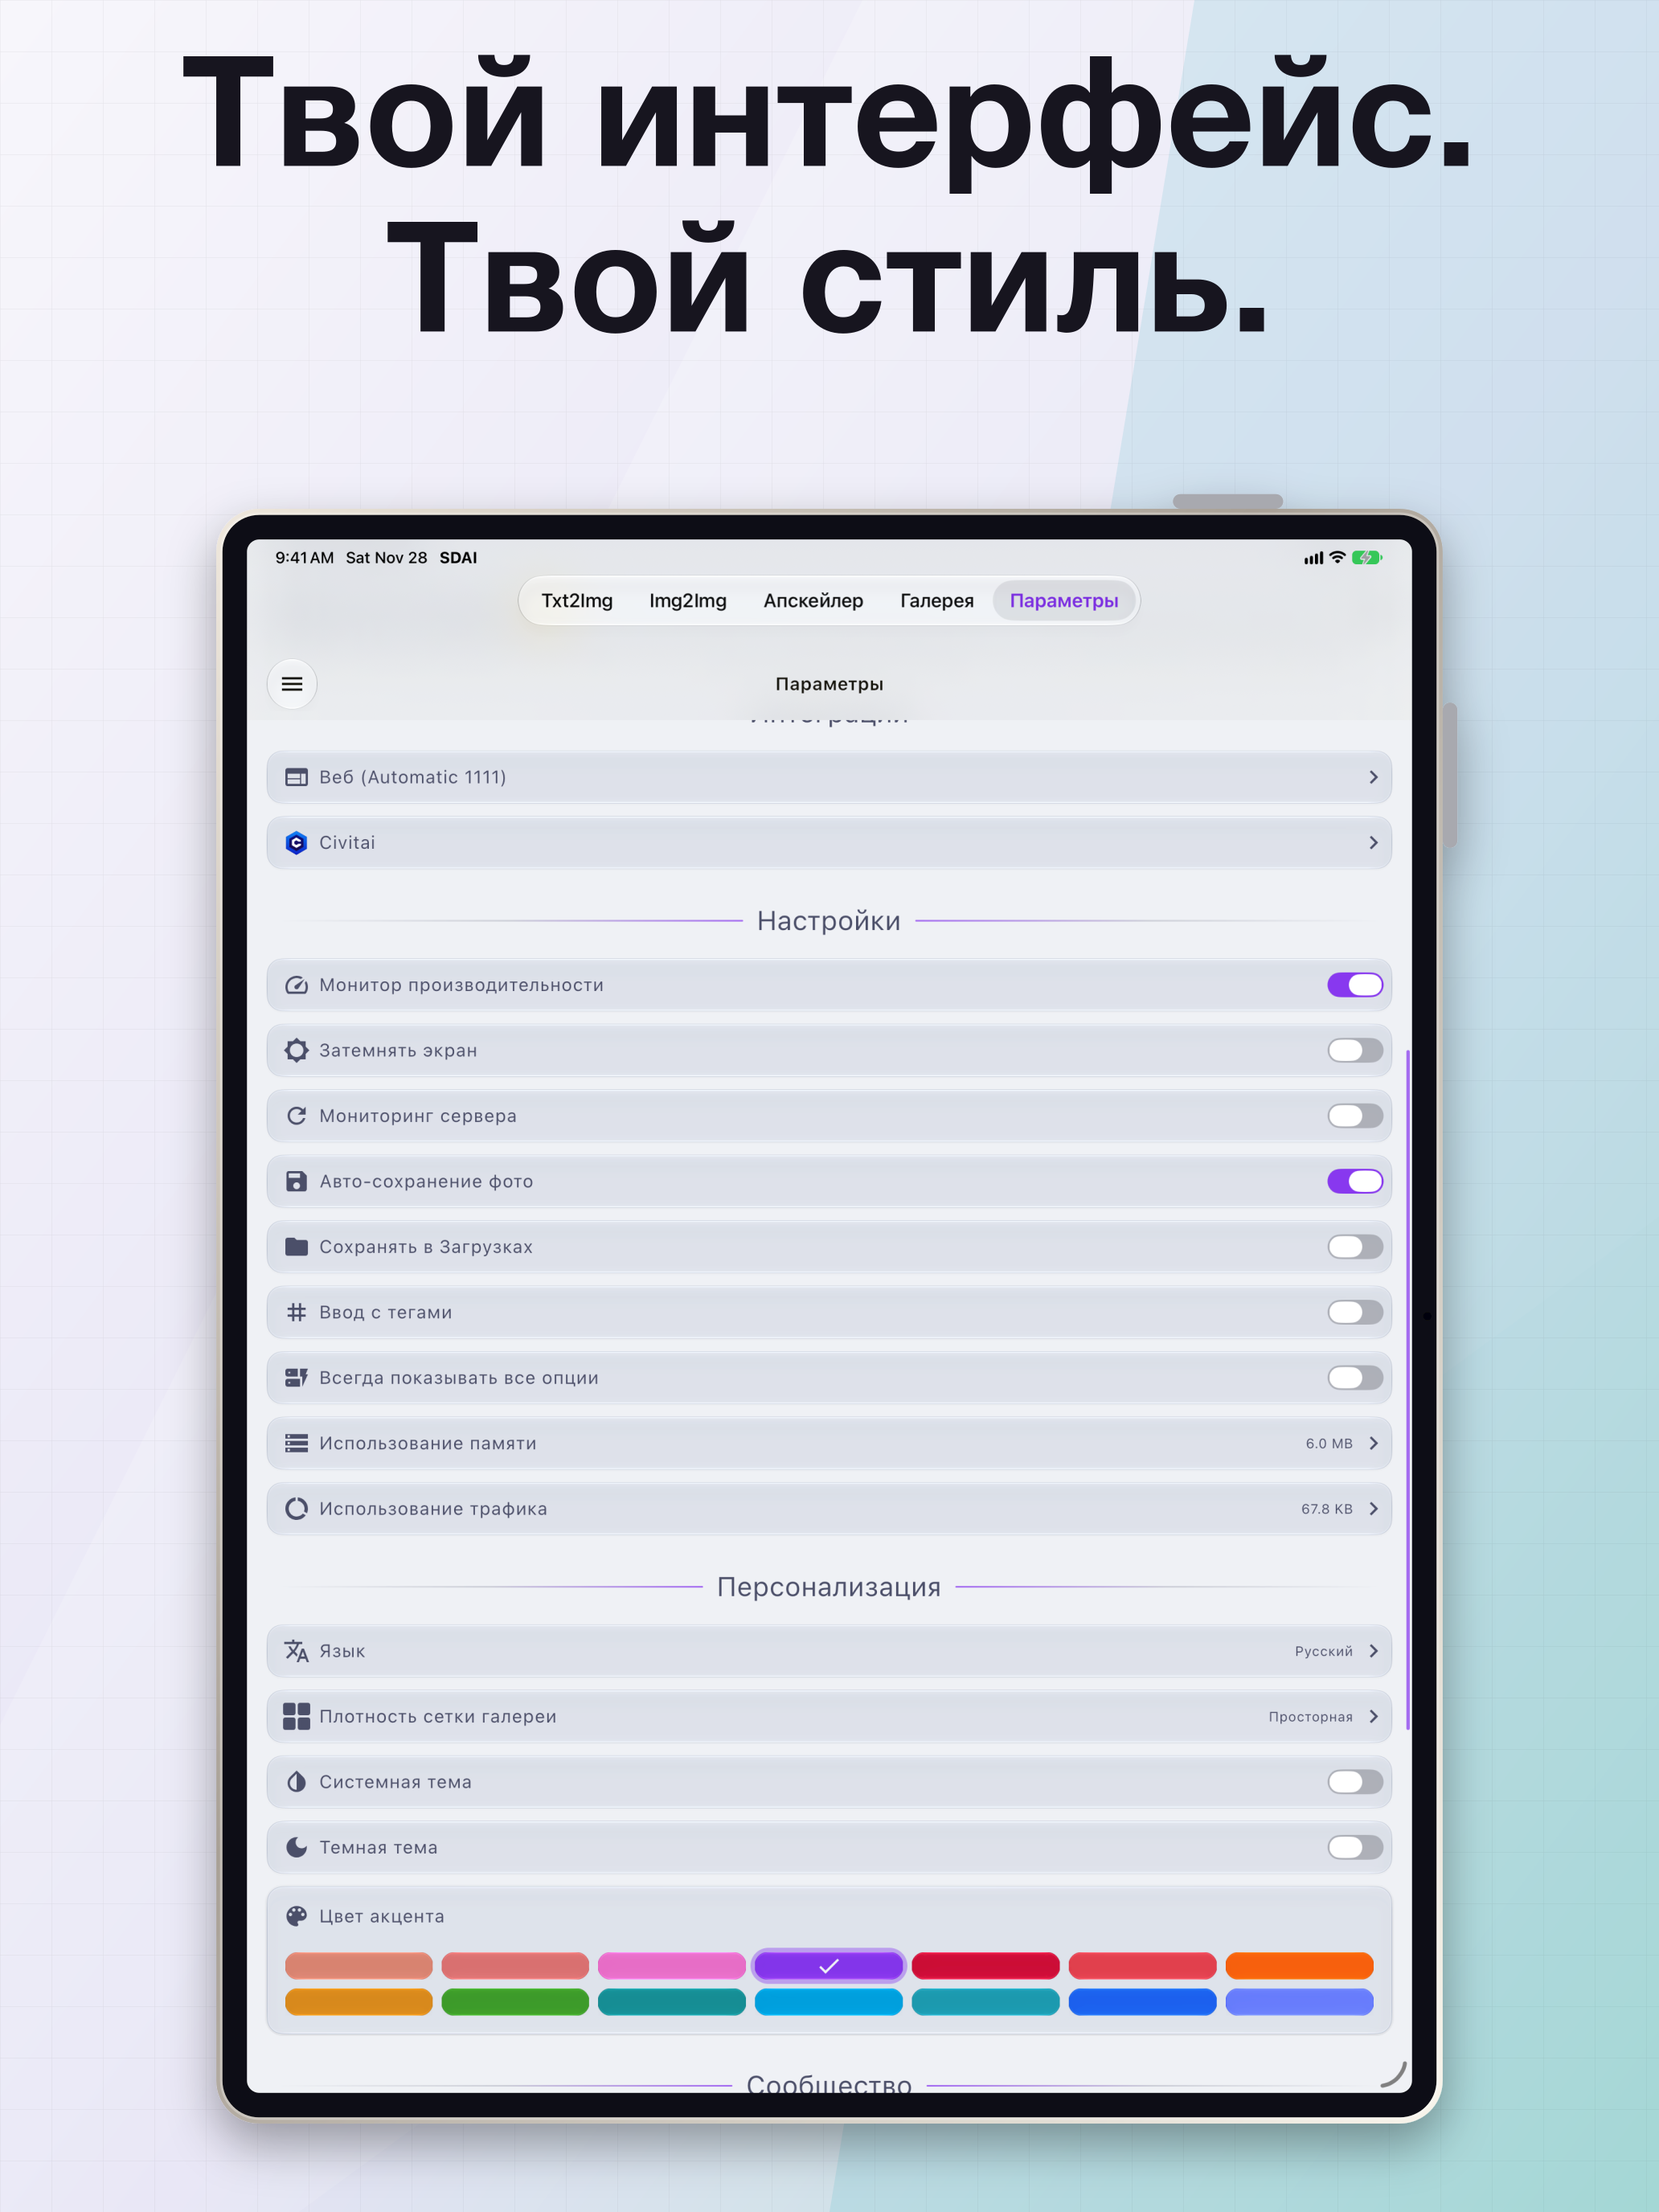 Твой интерфейс.
Твой стиль.
9:41 AM Sat Nov 28 SDAI
Txt2Img Img2Img Апскейлер Галерея Параметры
Параметры
Веб (Automatic 1111)
Civitai
Настройки
Монитор производительности
Затемнять экран
Мониторинг сервера
Авто-сохранение фото
Сохранять в Загрузках
Ввод с тегами
Всегда показывать все опции
Использование памяти 6.0 MB
Использование трафика 67.8 KB
Персонализация
Язык Русский
Плотность сетки галереи Просторная
Системная тема
Темная тема
Цвет акцента
Сообщество